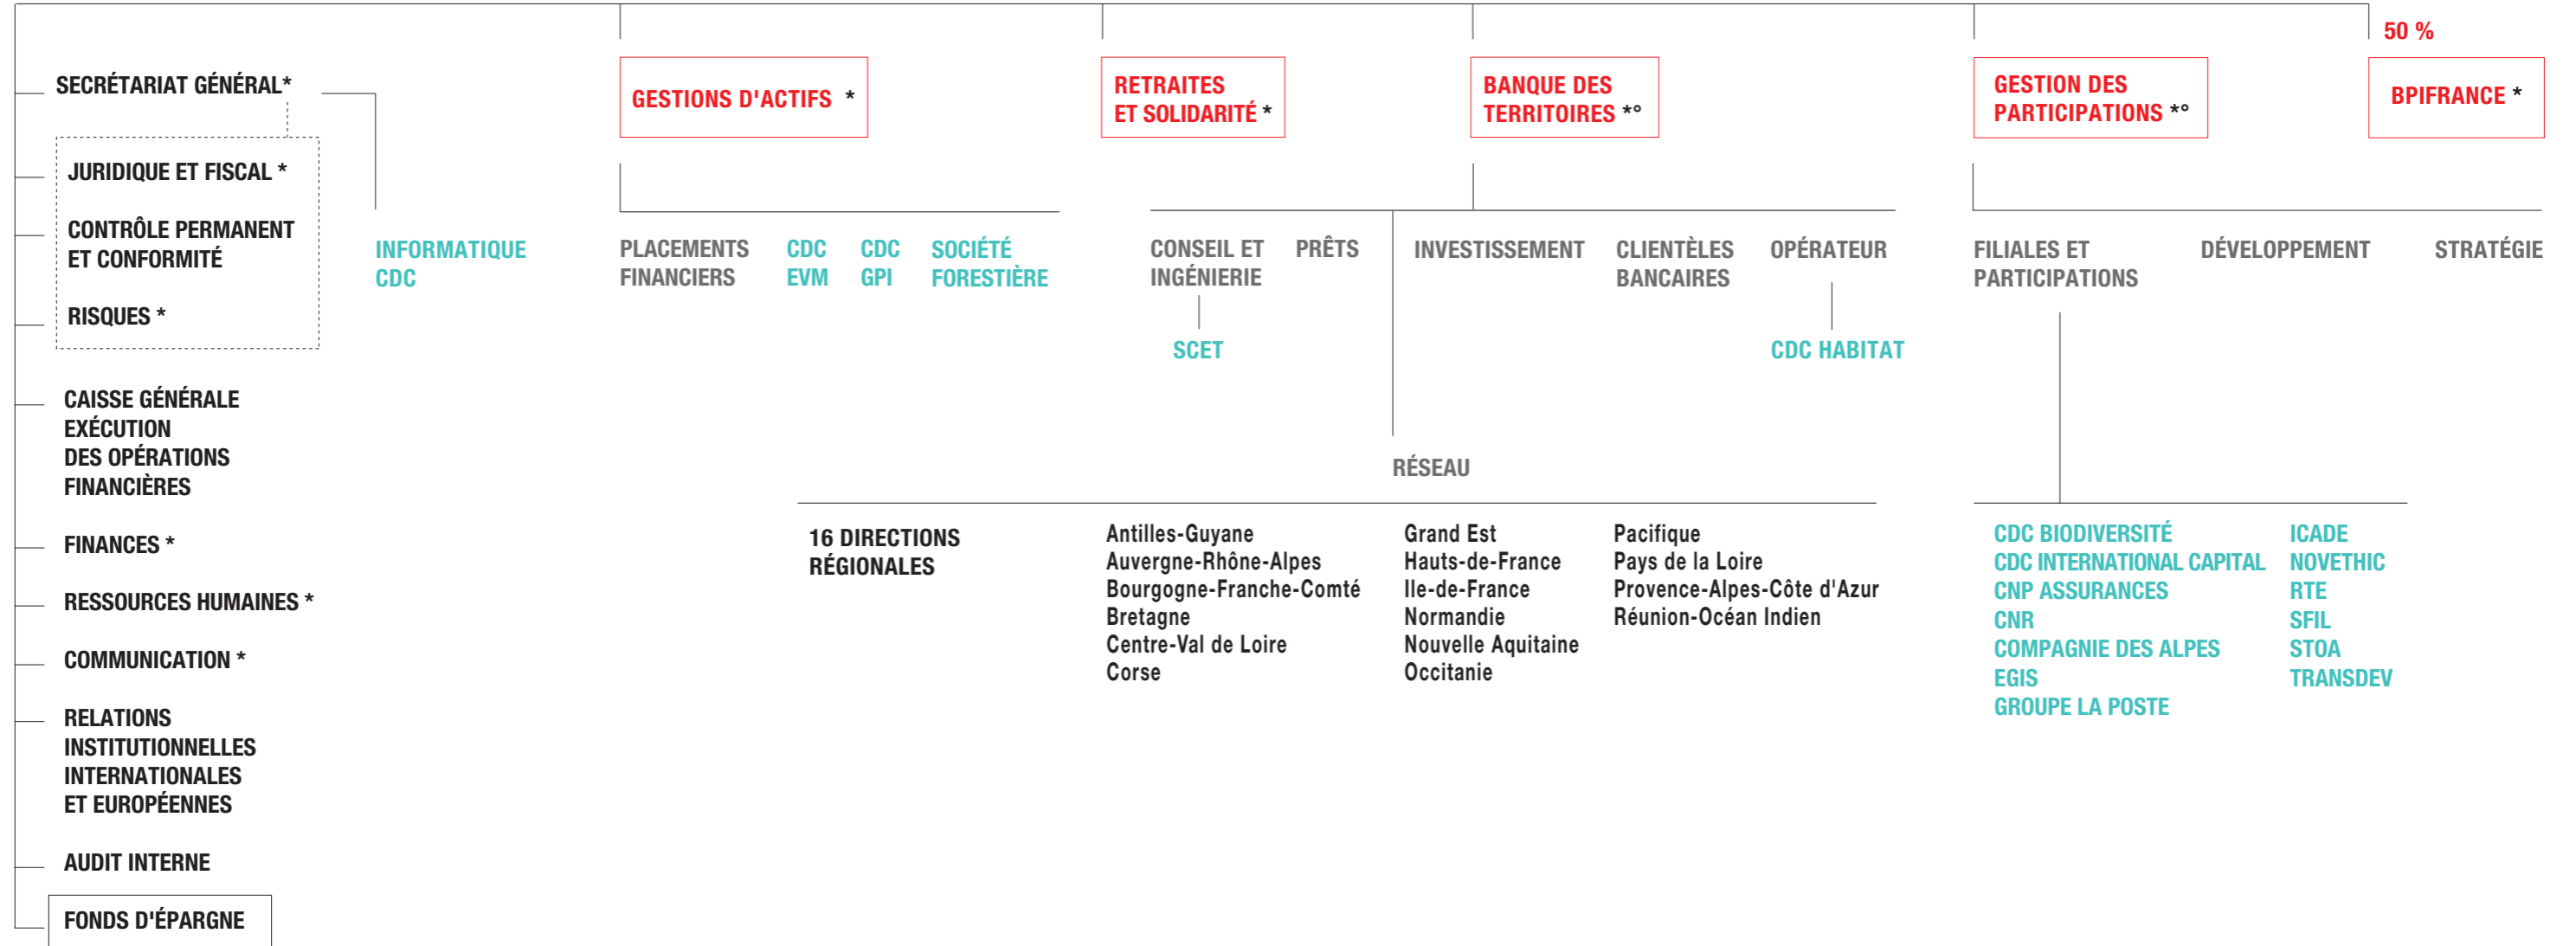 50 %
SECRÉTARIAT GÉNÉRAL*
JURIDIQUE ET FISCAL *
CONTRÔLE PERMANENT
ET CONFORMITÉ
RISQUES *
INFORMATIQUE
CDC
CAISSE GÉNÉRALE
EXÉCUTION
DES OPÉRATIONS
FINANCIÈRES
FINANCES *
RESSOURCES HUMAINES *
COMMUNICATION *
RELATIONS
INSTITUTIONNELLES
INTERNATIONALES
ET EUROPÉENNES
AUDIT INTERNE
FONDS D'ÉPARGNE
GESTIONS D'ACTIFS *
PLACEMENTS
FINANCIERS
CDC
EVM
CDC
GPI
SOCIÉTÉ
FORESTIÈRE
RETRAITES
ET SOLIDARITÉ *
BANQUE DES
TERRITOIRES *°
CONSEIL ET
INGÉNIERIE
SCET
PRÊTS
INVESTISSEMENT
CLIENTÈLES
BANCAIRES
OPÉRATEUR
CDC HABITAT
RÉSEAU
16 DIRECTIONS
RÉGIONALES
Antilles-Guyane
Auvergne-Rhône-Alpes
Bourgogne-Franche-Comté
Bretagne
Centre-Val de Loire
Corse
Grand Est
Hauts-de-France
Ile-de-France
Normandie
Nouvelle Aquitaine
Occitanie
Pacifique
Pays de la Loire
Provence-Alpes-Côte d'Azur
Réunion-Océan Indien
GESTION DES
PARTICIPATIONS *°
FILIALES ET
PARTICIPATIONS
DÉVELOPPEMENT
STRATÉGIE
CDC BIODIVERSITÉ
CDC INTERNATIONAL CAPITAL
CNP ASSURANCES
CNR
COMPAGNIE DES ALPES
EGIS
GROUPE LA POSTE
ICADE
NOVETHIC
RTE
SFIL
STOA
TRANSDEV
BPIFRANCE *